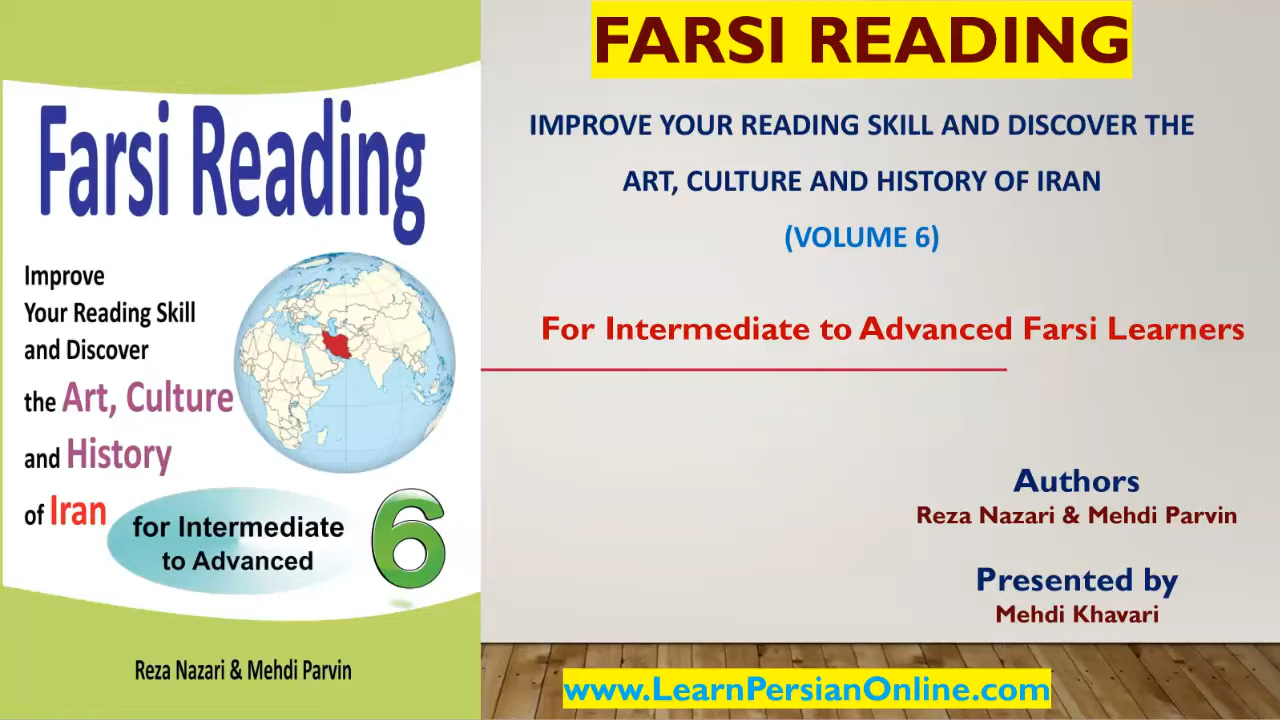 Farsi Reading
Improve
Your Reading Skill
and Discover
the Art, Culture
and History
of Iran
for Intermediate
to Advanced
6
Reza Nazari & Mehdi Parvin
FARSI READING
IMPROVE YOUR READING SKILL AND DISCOVER THE
ART, CULTURE AND HISTORY OF IRAN
(VOLUME 6)
For Intermediate to Advanced Farsi Learners
Authors
Reza Nazari & Mehdi Parvin
Presented by
Mehdi Khavari
www.LearnPersianOnline.com